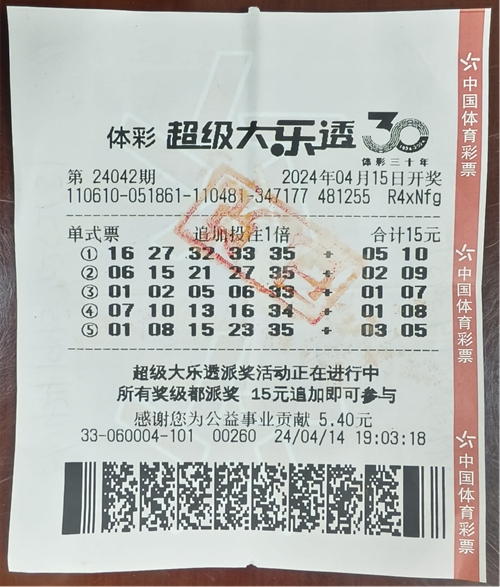 体彩 超级大乐透 30
1994-2024
体彩三十年
第 24042期 2024年04月15日开奖
110610-051861-110481-347177 481255 R4xNfg
单式票 追加投注1倍 合计15元
① 16 27 32 33 35 + 05 10
② 06 15 21 27 35 + 02 09
③ 01 02 05 06 33 + 01 07
④ 07 10 13 16 34 + 01 08
⑤ 01 08 15 23 35 + 03 05
超级大乐透派奖活动正在进行中
所有奖级都派奖 15元追加即可参与
感谢您为公益事业贡献 5.40元
33-060004-101 00260 24/04/14 19:03:18
中国体育彩票
中国体育彩票
中国体育彩票